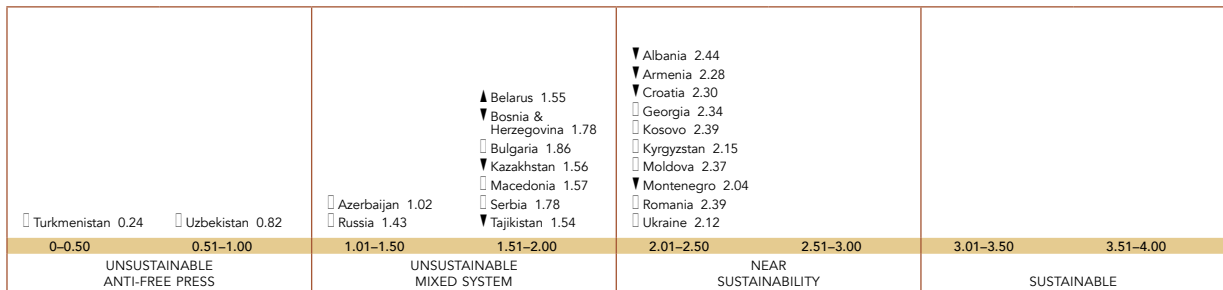 Turkmenistan 0.24
Uzbekistan 0.82
Azerbaijan 1.02
Russia 1.43
▲ Belarus 1.55
▼ Bosnia &
Herzegovina 1.78
Bulgaria 1.86
▼ Kazakhstan 1.56
Macedonia 1.57
Serbia 1.78
▼ Tajikistan 1.54
▼ Albania 2.44
▼ Armenia 2.28
▼ Croatia 2.30
Georgia 2.34
Kosovo 2.39
Kyrgyzstan 2.15
Moldova 2.37
▼ Montenegro 2.04
Romania 2.39
Ukraine 2.12
0–0.50
0.51–1.00
1.01–1.50
1.51–2.00
2.01–2.50
2.51–3.00
3.01–3.50
3.51–4.00
UNSUSTAINABLE
ANTI-FREE PRESS
UNSUSTAINABLE
MIXED SYSTEM
NEAR
SUSTAINABILITY
SUSTAINABLE